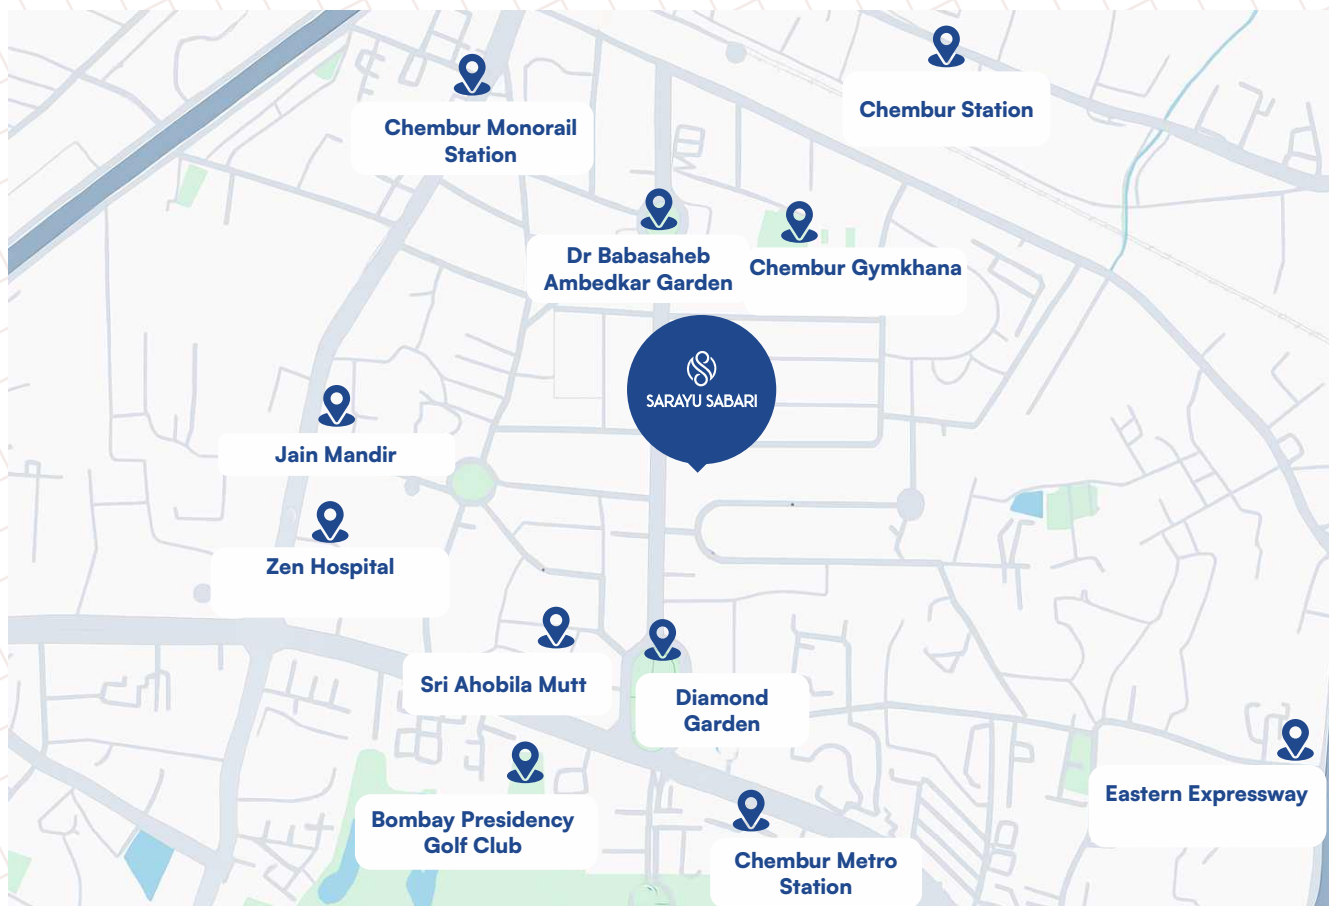 Chembur Station
Chembur Monorail
Station
Dr Babasaheb
Ambedkar Garden
Chembur Gymkhana
SARAYU SABARI
Jain Mandir
Zen Hospital
Sri Ahobila Mutt
Diamond
Garden
Eastern Expressway
Bombay Presidency
Golf Club
Chembur Metro
Station